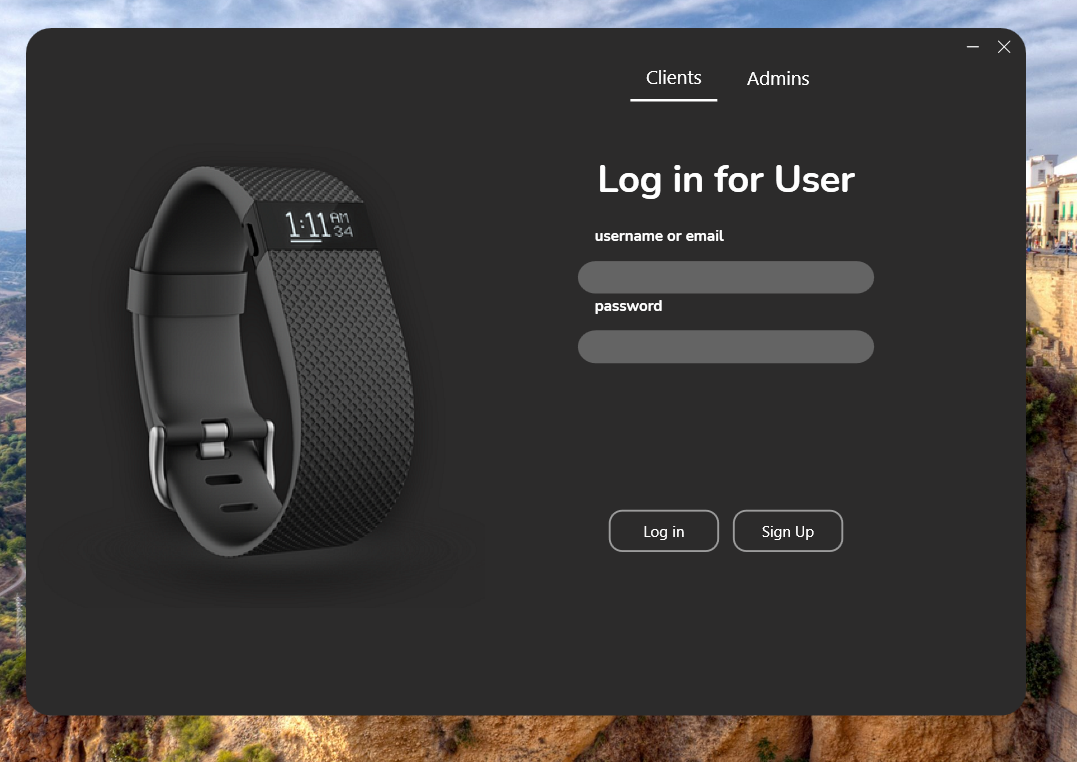 Clients
Admins
Log in for User
username or email
password
1:11 AM
34
Log in
Sign Up